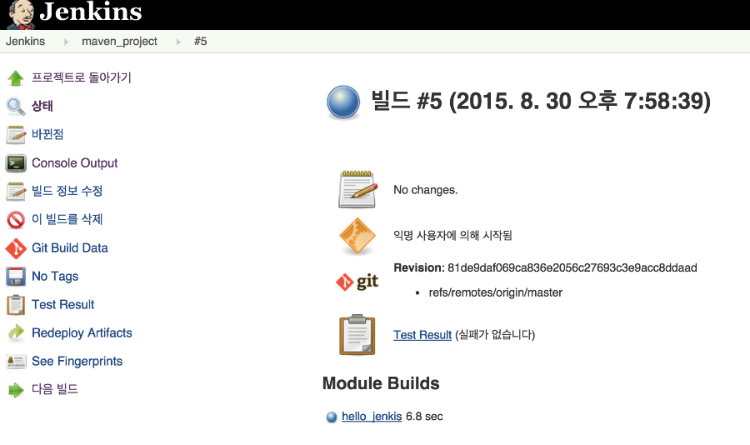 Jenkins
Jenkins maven_project #5
프로젝트로 돌아가기
상태
바뀐점
Console Output
빌드 정보 수정
이 빌드를 삭제
Git Build Data
No Tags
Test Result
Redeploy Artifacts
See Fingerprints
다음 빌드
빌드 #5 (2015. 8. 30 오후 7:58:39)
No changes.
익명 사용자에 의해 시작됨
git
Revision: 81de9daf069ca836e2056c27693c3e9acc8ddaad
refs/remotes/origin/master
Test Result (실패가 없습니다)
Module Builds
hello_jenkis 6.8 sec